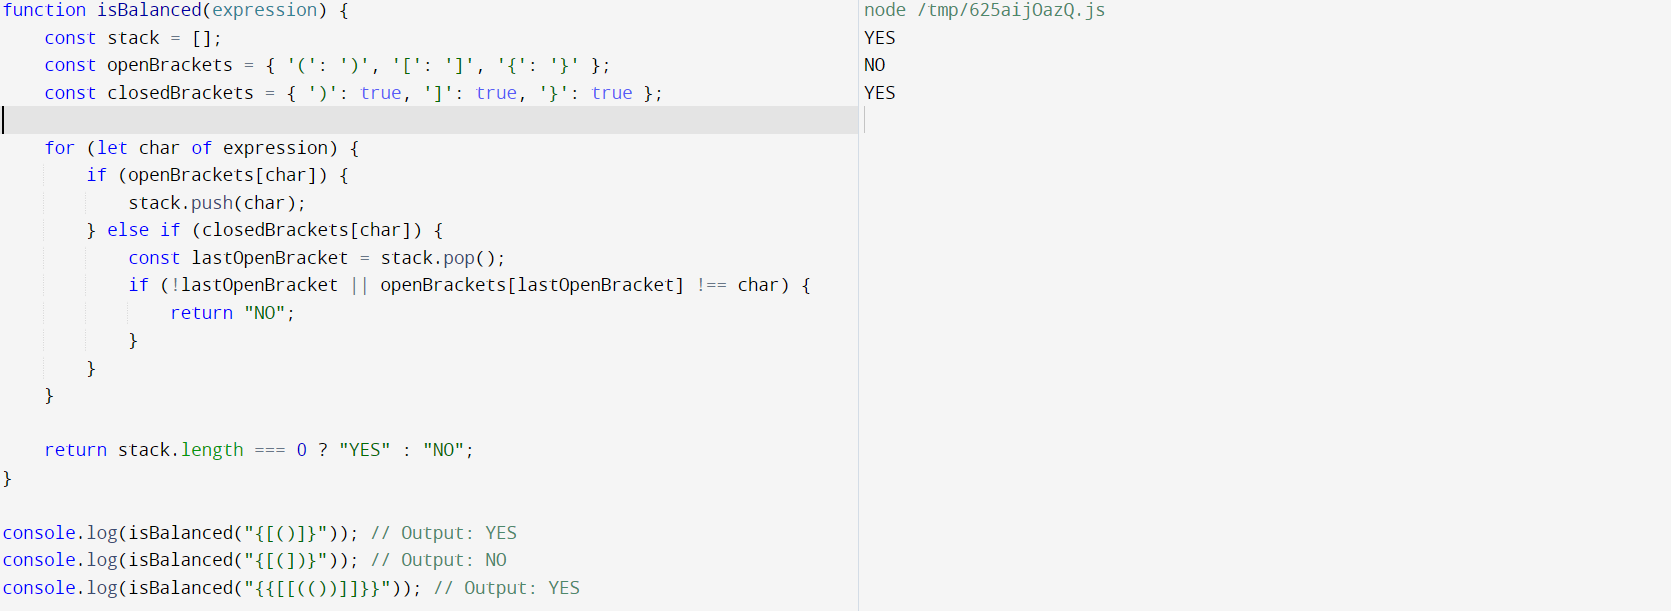 function isBalanced(expression) {
    const stack = [];
    const openBrackets = { '(': ')', '[': ']', '{': '}' };
    const closedBrackets = { ')': true, ']': true, '}': true };
    for (let char of expression) {
        if (openBrackets[char]) {
            stack.push(char);
        } else if (closedBrackets[char]) {
            const lastOpenBracket = stack.pop();
            if (!lastOpenBracket || openBrackets[lastOpenBracket] !== char) {
                return "NO";
            }
        }
    }
    return stack.length === 0 ? "YES" : "NO";
}
console.log(isBalanced("{[()]}")); // Output: YES
console.log(isBalanced("{[(])}")); // Output: NO
console.log(isBalanced("{{[[(())]]}}")); // Output: YES
node /tmp/625aijOazQ.js
YES
NO
YES